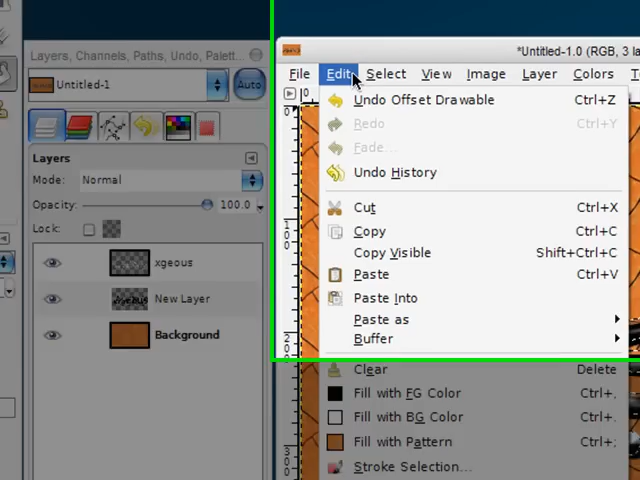 Layers, Channels, Paths, Undo, Palett...
Untitled-1
Auto
Layers
Mode: Normal
Opacity: 100.0
Lock:
xgeous
New Layer
Background
*Untitled-1.0 (RGB, 3 la
File Edit Select View Image Layer Colors
Undo Offset Drawable Ctrl+Z
Redo Ctrl+Y
Fade...
Undo History
Cut Ctrl+X
Copy Ctrl+C
Copy Visible Shift+Ctrl+C
Paste Ctrl+V
Paste Into
Paste as
Buffer
Clear Delete
Fill with FG Color Ctrl+,
Fill with BG Color Ctrl+.
Fill with Pattern Ctrl+;
Stroke Selection...